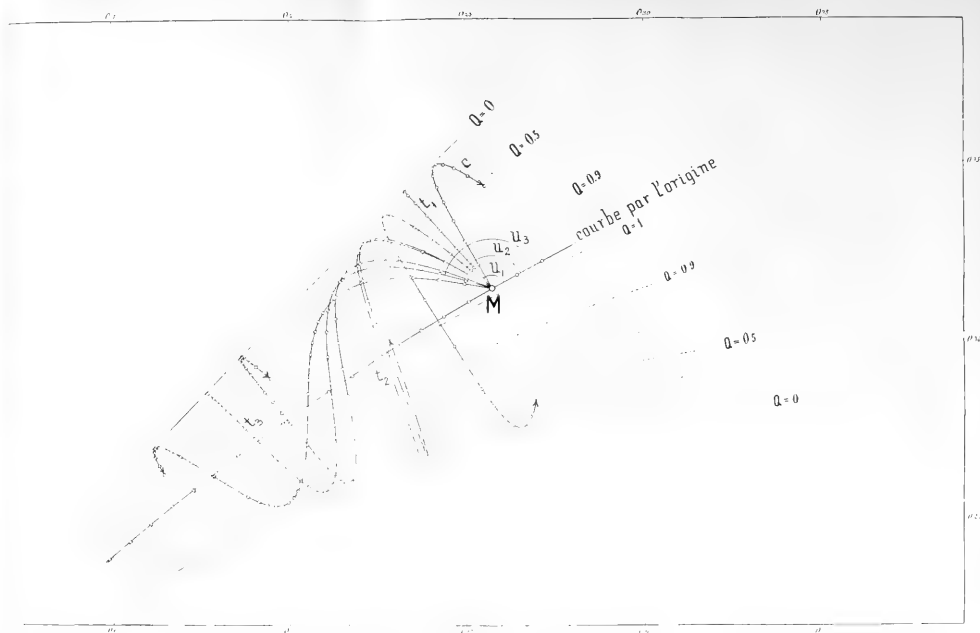 Q=0
Q=0.5
C
Q=0.9
t₁
courbe par l'origine
Q=1
u₃
u₂
u₁
Q=0.9
M
Q=0.5
t₂
Q=0
t₃